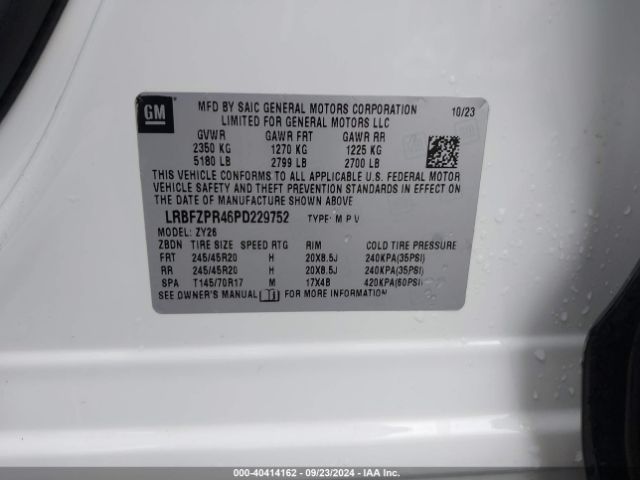 GM
MFD BY SAIC GENERAL MOTORS CORPORATION 10/23
LIMITED FOR GENERAL MOTORS LLC
GVWR GAWR FRT GAWR RR
2350 KG 1270 KG 1225 KG
5180 LB 2799 LB 2700 LB
THIS VEHICLE CONFORMS TO ALL APPLICABLE U.S. FEDERAL MOTOR
VEHICLE SAFETY AND THEFT PREVENTION STANDARDS IN EFFECT ON
THE DATE OF MANUFACTURE SHOWN ABOVE
LRBFZPR46PD229752 TYPE: M P V
MODEL: ZY26
ZBDN TIRE SIZE SPEED RTG RIM COLD TIRE PRESSURE
FRT 245/45R20 H 20X8.5J 240KPA(35PSI)
RR 245/45R20 H 20X8.5J 240KPA(35PSI)
SPA T145/70R17 M 17X4B 420KPA(60PSI)
SEE OWNER'S MANUAL FOR MORE INFORMATION
000-40414162 - 09/23/2024 - IAA Inc.